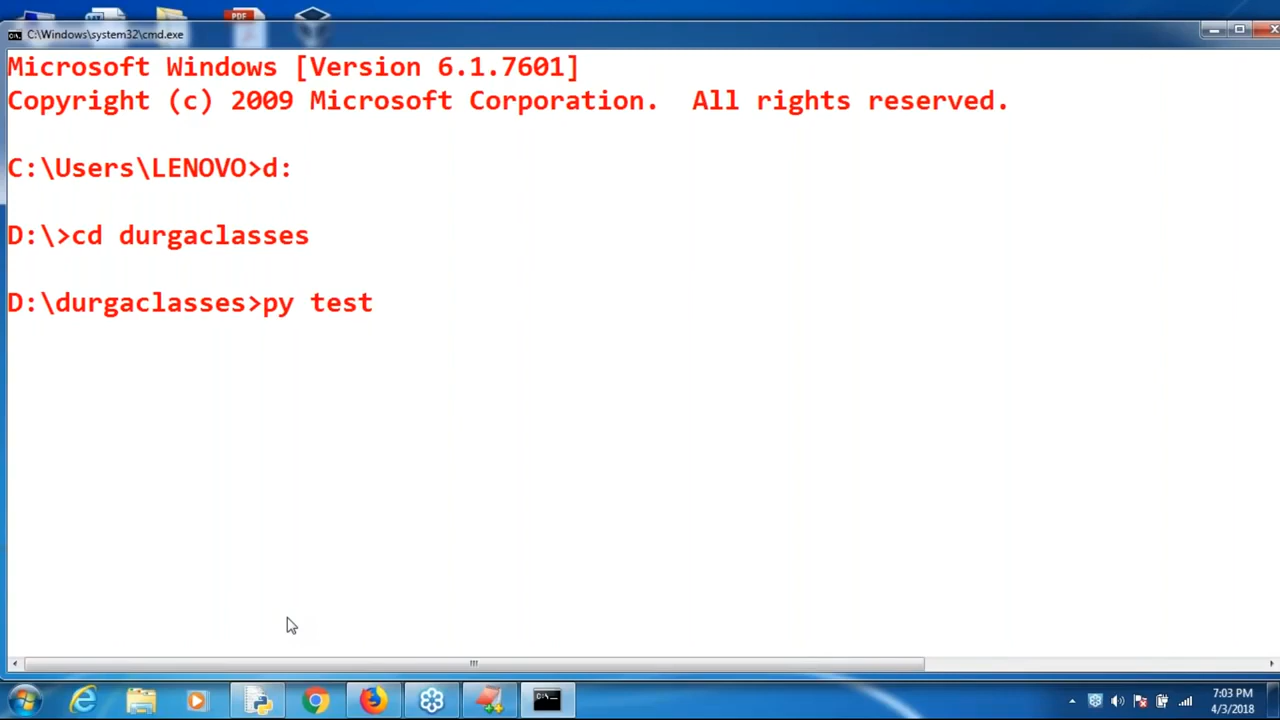 PDF
C:\Windows\system32\cmd.exe
Microsoft Windows [Version 6.1.7601]
Copyright (c) 2009 Microsoft Corporation.  All rights reserved.
C:\Users\LENOVO>d:
D:\>cd durgaclasses
D:\durgaclasses>py test
7:03 PM
4/3/2018